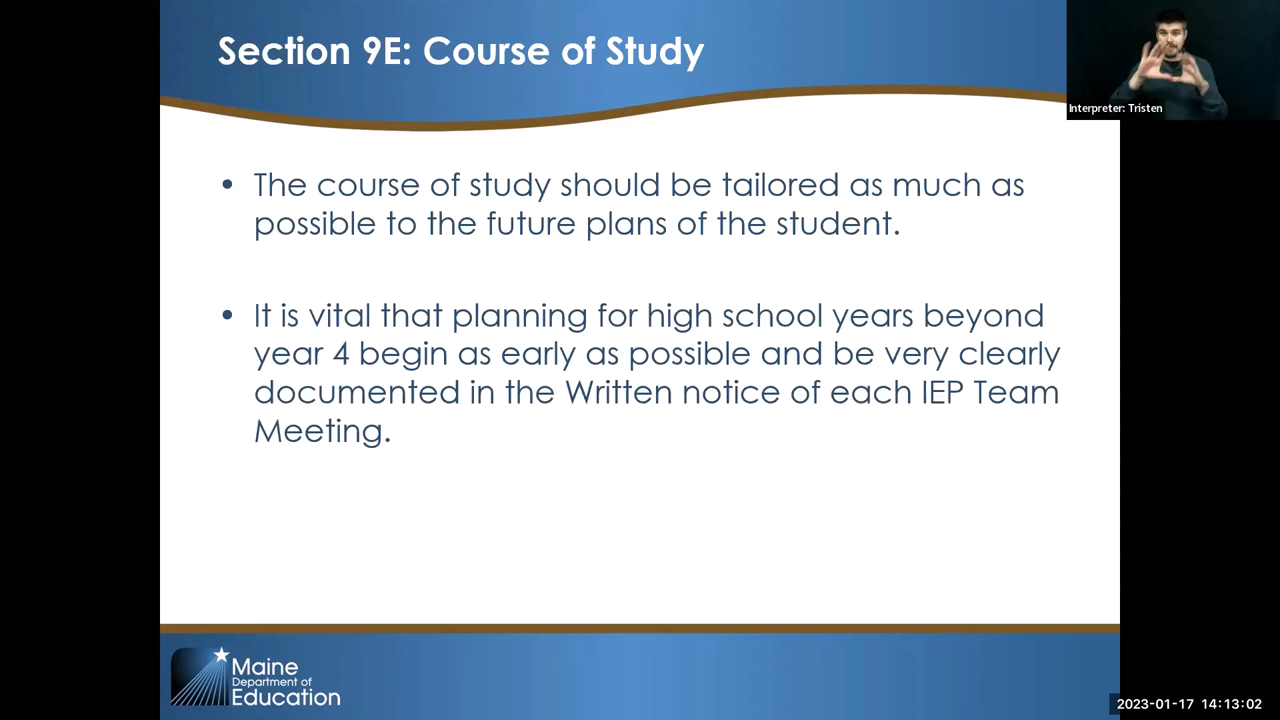 Section 9E: Course of Study
Interpreter: Tristen
• The course of study should be tailored as much as
possible to the future plans of the student.
• It is vital that planning for high school years beyond
year 4 begin as early as possible and be very clearly
documented in the Written notice of each IEP Team
Meeting.
Maine
Department of
Education
2023-01-17 14:13:02